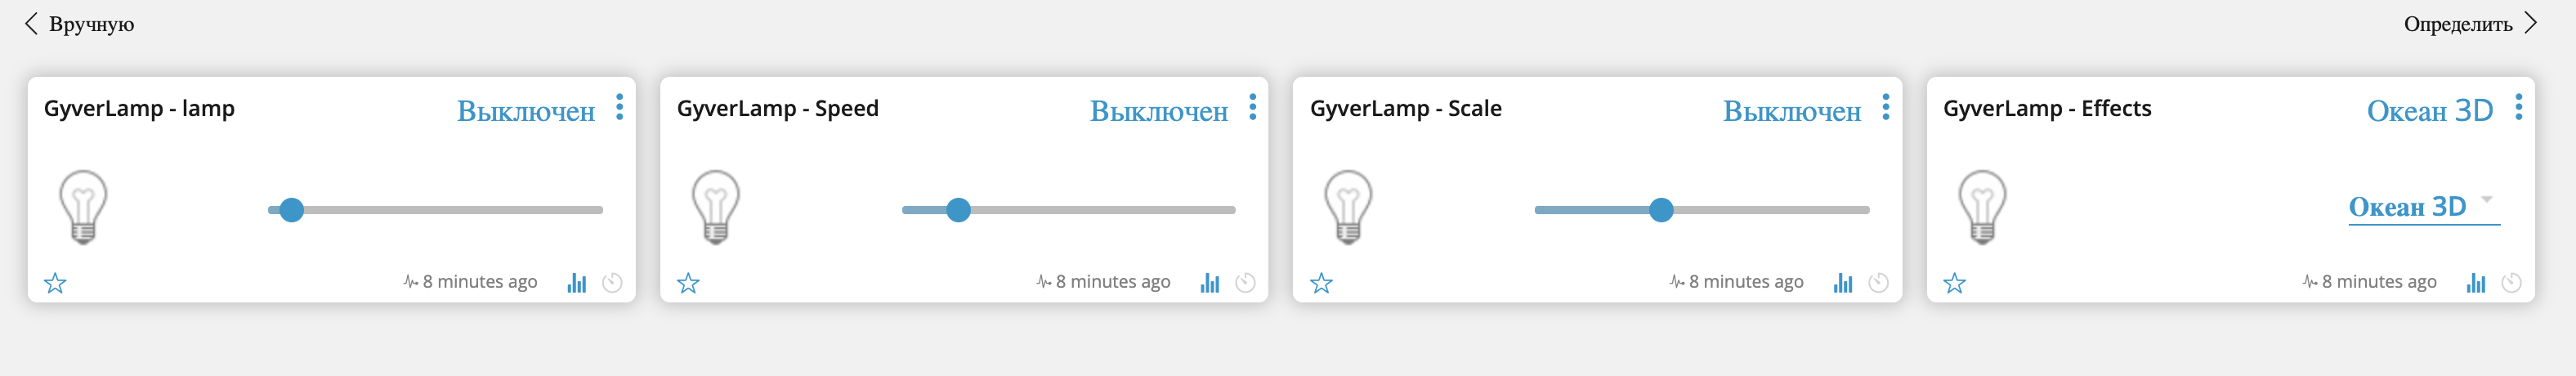 Вручную
Определить
GyverLamp - lamp
Выключен
8 minutes ago
GyverLamp - Speed
Выключен
8 minutes ago
GyverLamp - Scale
Выключен
8 minutes ago
GyverLamp - Effects
Океан 3D
Океан 3D
8 minutes ago